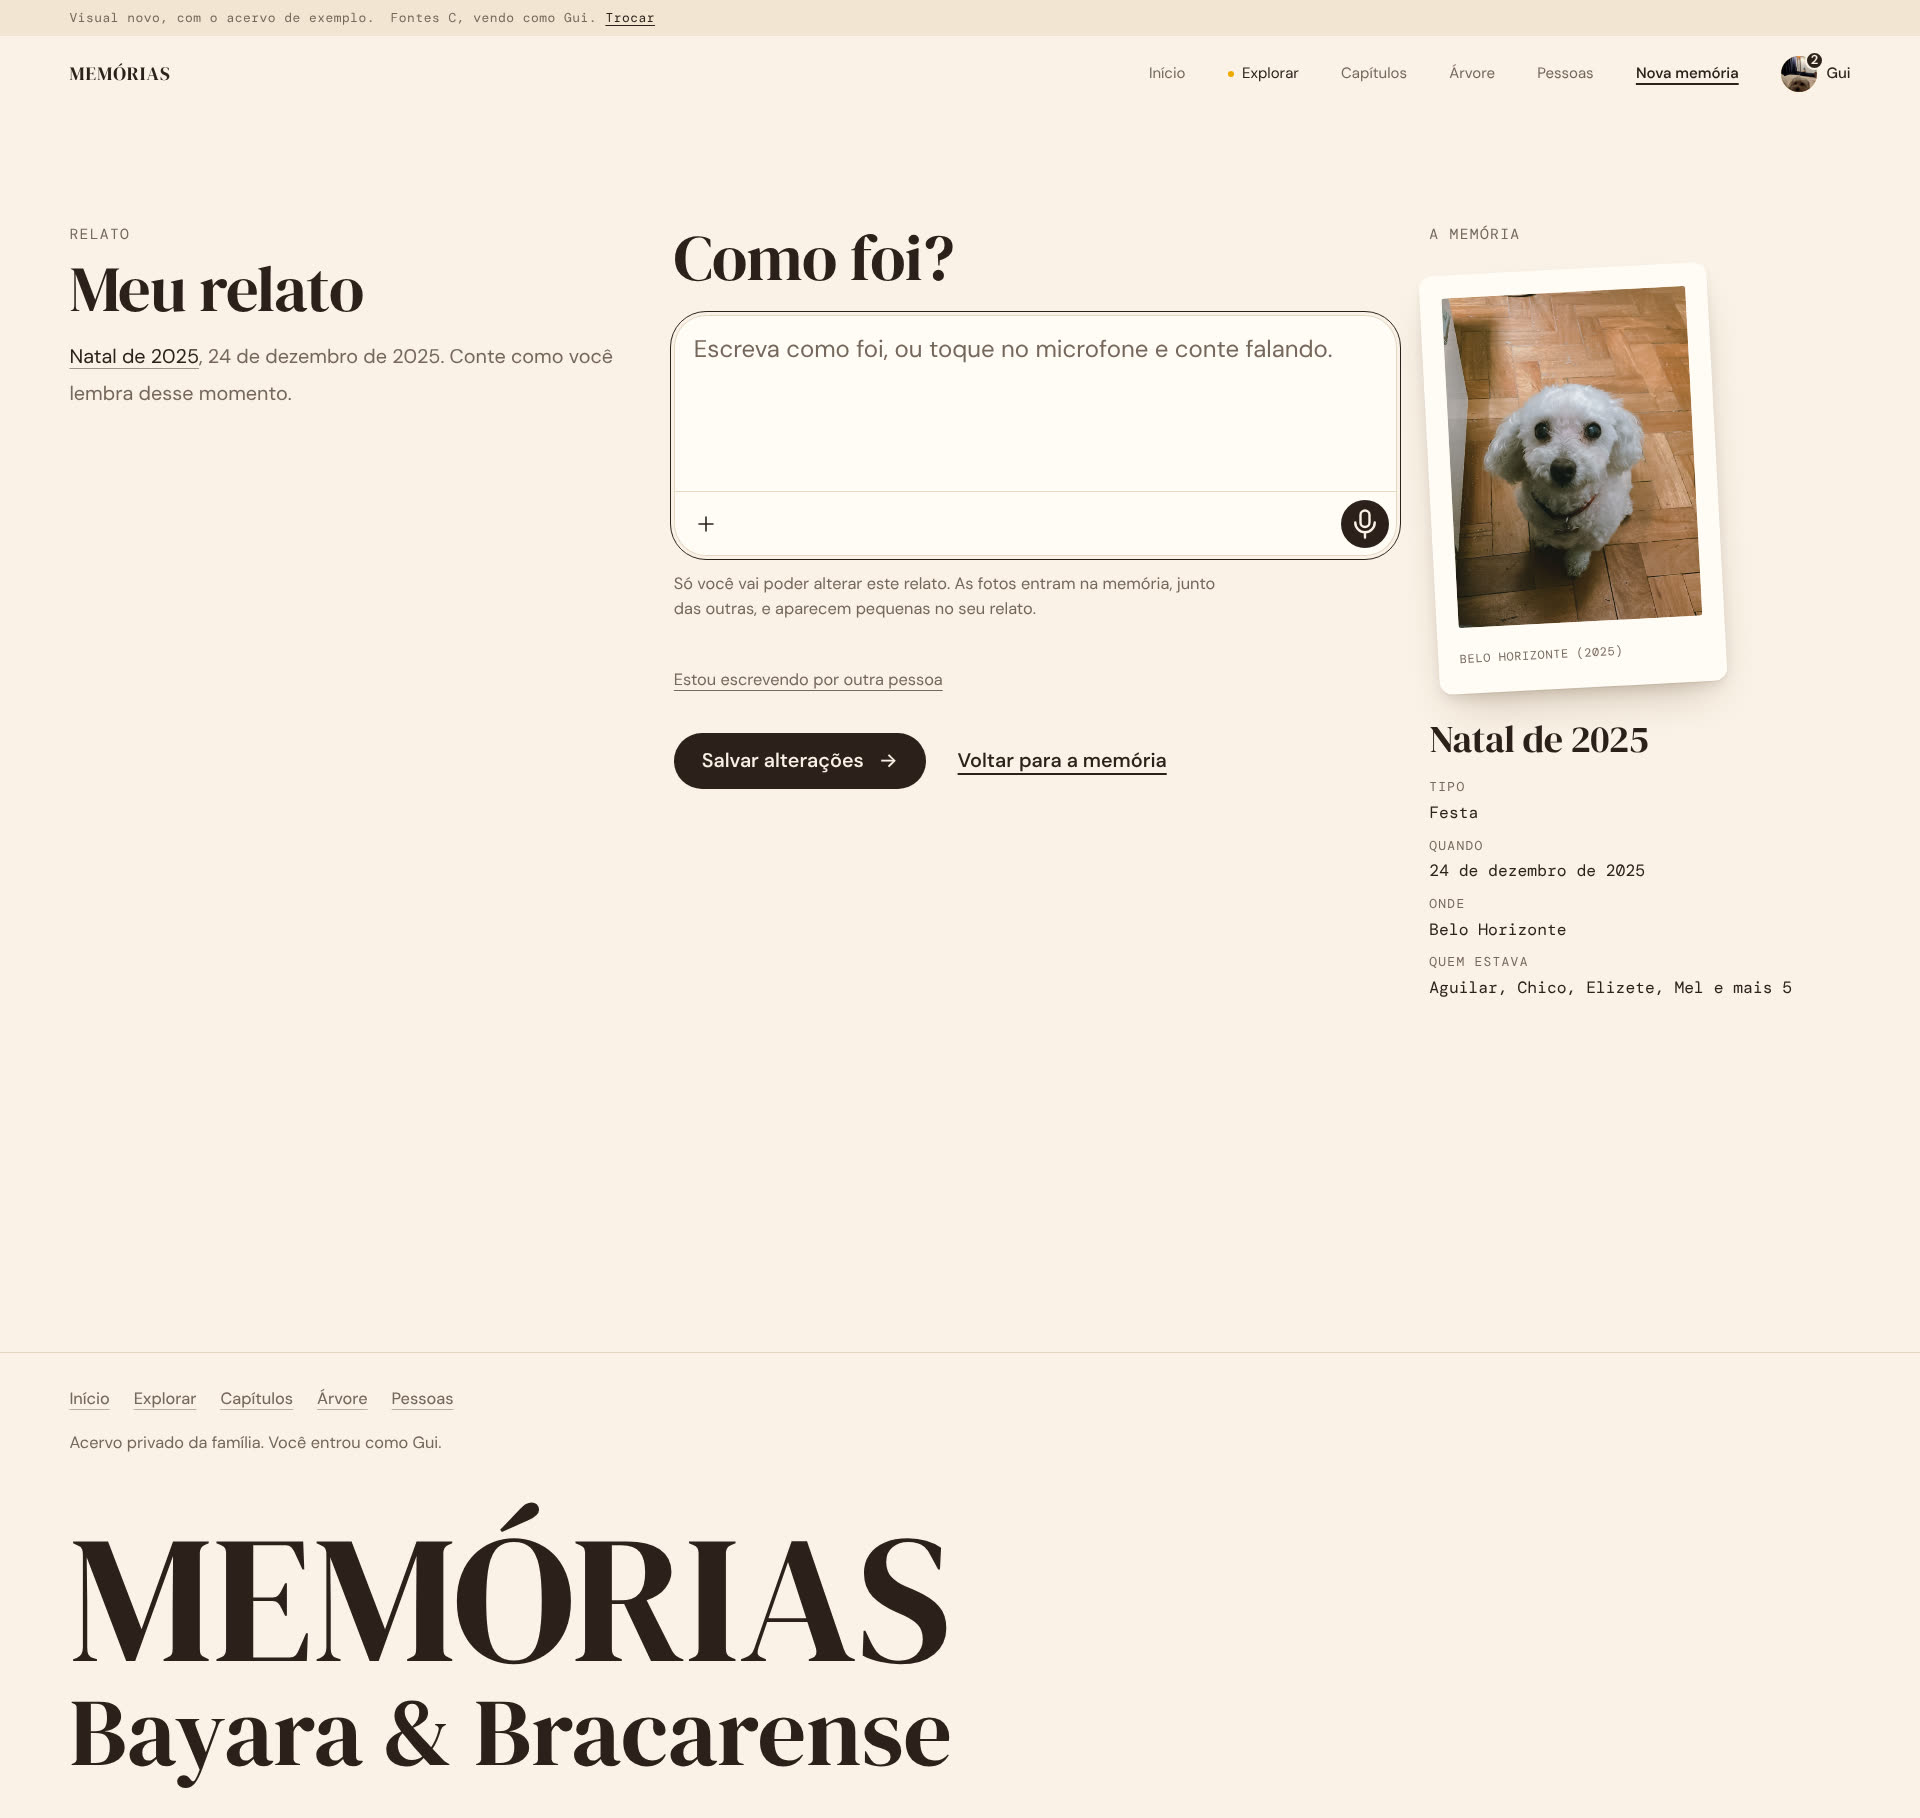 Visual novo, com o acervo de exemplo. Fontes C, vendo como Gui. Trocar
MEMÓRIAS
Início
Explorar
Capítulos
Árvore
Pessoas
Nova memória
2
Gui
RELATO
Meu relato
Natal de 2025, 24 de dezembro de 2025. Conte como você
lembra desse momento.
Como foi?
Escreva como foi, ou toque no microfone e conte falando.
Só você vai poder alterar este relato. As fotos entram na memória, junto
das outras, e aparecem pequenas no seu relato.
Estou escrevendo por outra pessoa
Salvar alterações →
Voltar para a memória
A MEMÓRIA
BELO HORIZONTE (2025)
Natal de 2025
TIPO
Festa
QUANDO
24 de dezembro de 2025
ONDE
Belo Horizonte
QUEM ESTAVA
Aguilar, Chico, Elizete, Mel e mais 5
Início
Explorar
Capítulos
Árvore
Pessoas
Acervo privado da família. Você entrou como Gui.
MEMÓRIAS
Bayara & Bracarense